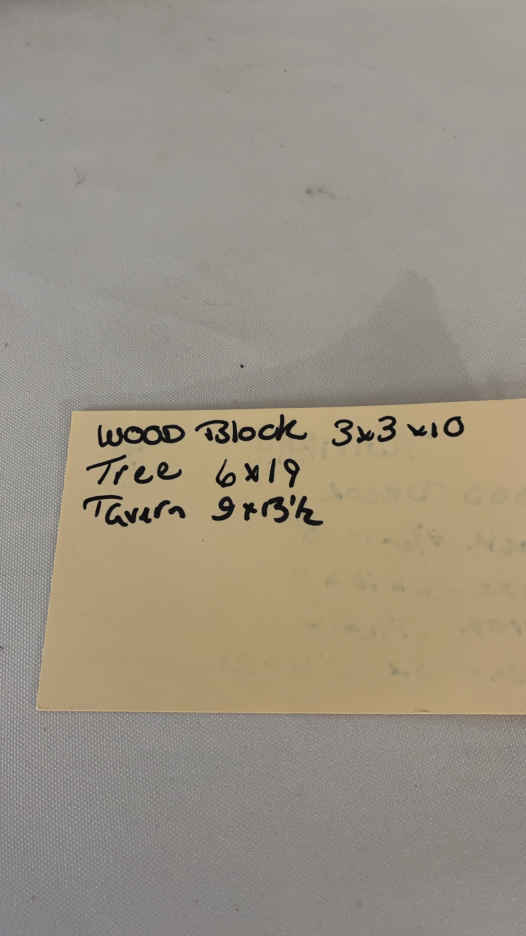 WOOD Block 3x3x10
Tree 6x19
Tavern 9x13½